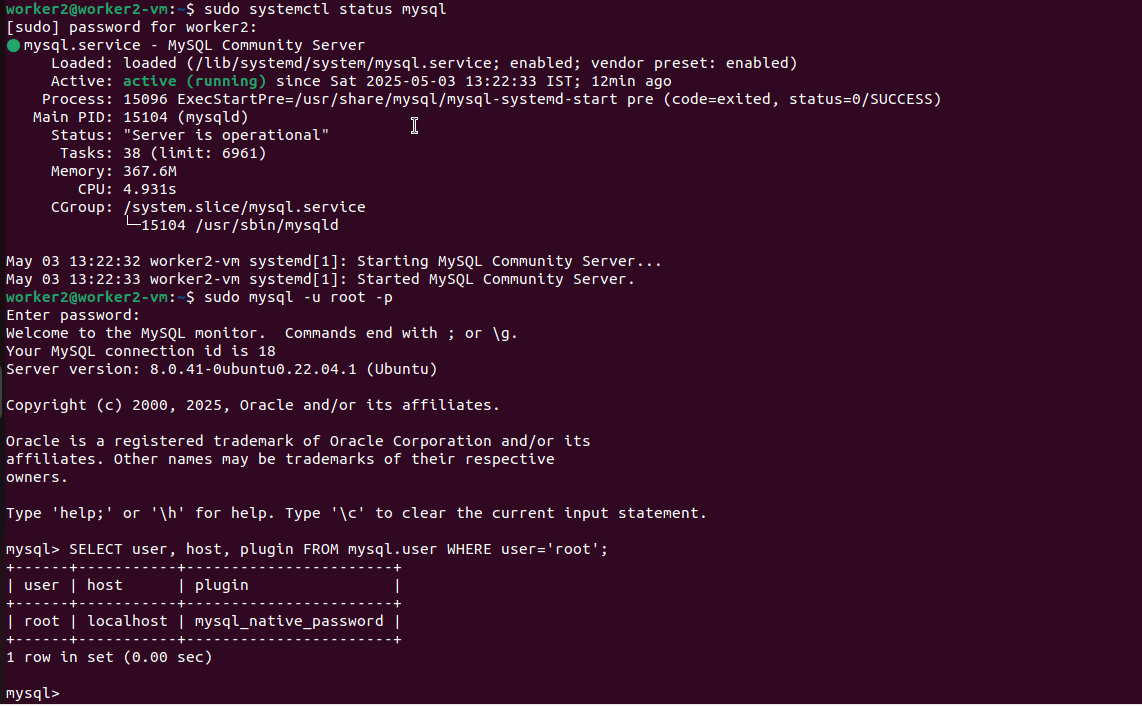 worker2@worker2-vm:~$ sudo systemctl status mysql
[sudo] password for worker2:
● mysql.service - MySQL Community Server
     Loaded: loaded (/lib/systemd/system/mysql.service; enabled; vendor preset: enabled)
     Active: active (running) since Sat 2025-05-03 13:22:33 IST; 12min ago
    Process: 15096 ExecStartPre=/usr/share/mysql/mysql-systemd-start pre (code=exited, status=0/SUCCESS)
   Main PID: 15104 (mysqld)
     Status: "Server is operational"
      Tasks: 38 (limit: 6961)
     Memory: 367.6M
        CPU: 4.931s
     CGroup: /system.slice/mysql.service
             └─15104 /usr/sbin/mysqld

May 03 13:22:32 worker2-vm systemd[1]: Starting MySQL Community Server...
May 03 13:22:33 worker2-vm systemd[1]: Started MySQL Community Server.
worker2@worker2-vm:~$ sudo mysql -u root -p
Enter password:
Welcome to the MySQL monitor.  Commands end with ; or \g.
Your MySQL connection id is 18
Server version: 8.0.41-0ubuntu0.22.04.1 (Ubuntu)

Copyright (c) 2000, 2025, Oracle and/or its affiliates.

Oracle is a registered trademark of Oracle Corporation and/or its
affiliates. Other names may be trademarks of their respective
owners.

Type 'help;' or '\h' for help. Type '\c' to clear the current input statement.

mysql> SELECT user, host, plugin FROM mysql.user WHERE user='root';
+------+-----------+-----------------------+
| user | host      | plugin                |
+------+-----------+-----------------------+
| root | localhost | mysql_native_password |
+------+-----------+-----------------------+
1 row in set (0.00 sec)

mysql>